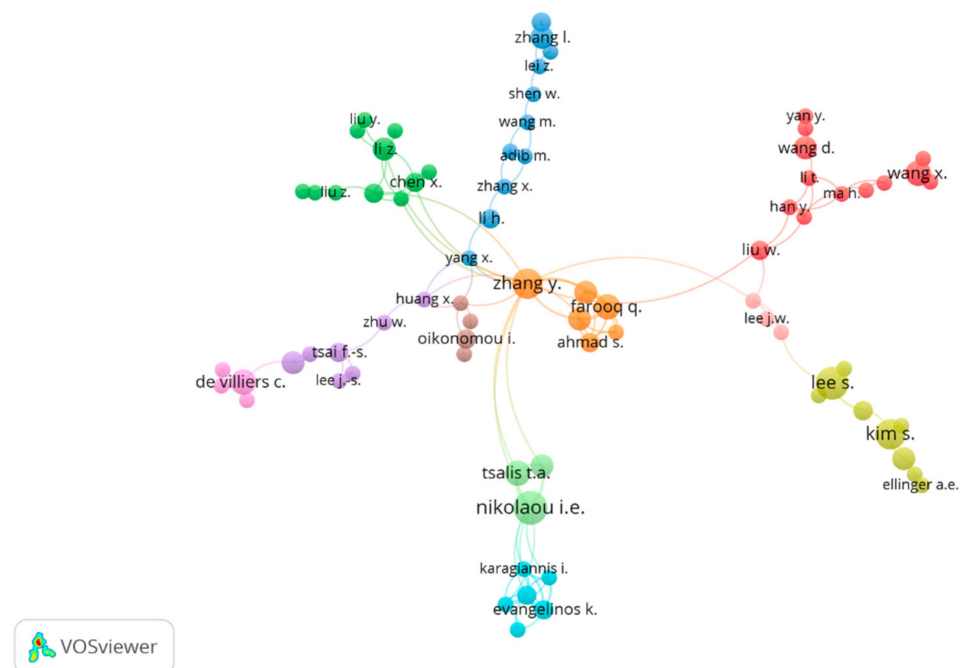 zhang l.
lei z.
shen w.
wang m.
adib m.
zhang x.
li h.
yang x.
liu y.
li z.
chen x.
liu z.
yan y.
wang d.
li t.
wang x.
ma h.
han y.
liu w.
zhang y.
huang x.
farooq q.
zhu w.
oikonomou i.
ahmad s.
lee j.w.
tsai f.-s.
de villiers c.
lee j.-s.
lee s.
kim s.
ellinger a.e.
tsalis t.a.
nikolaou i.e.
karagiannis i.
evangelinos k.
VOSviewer